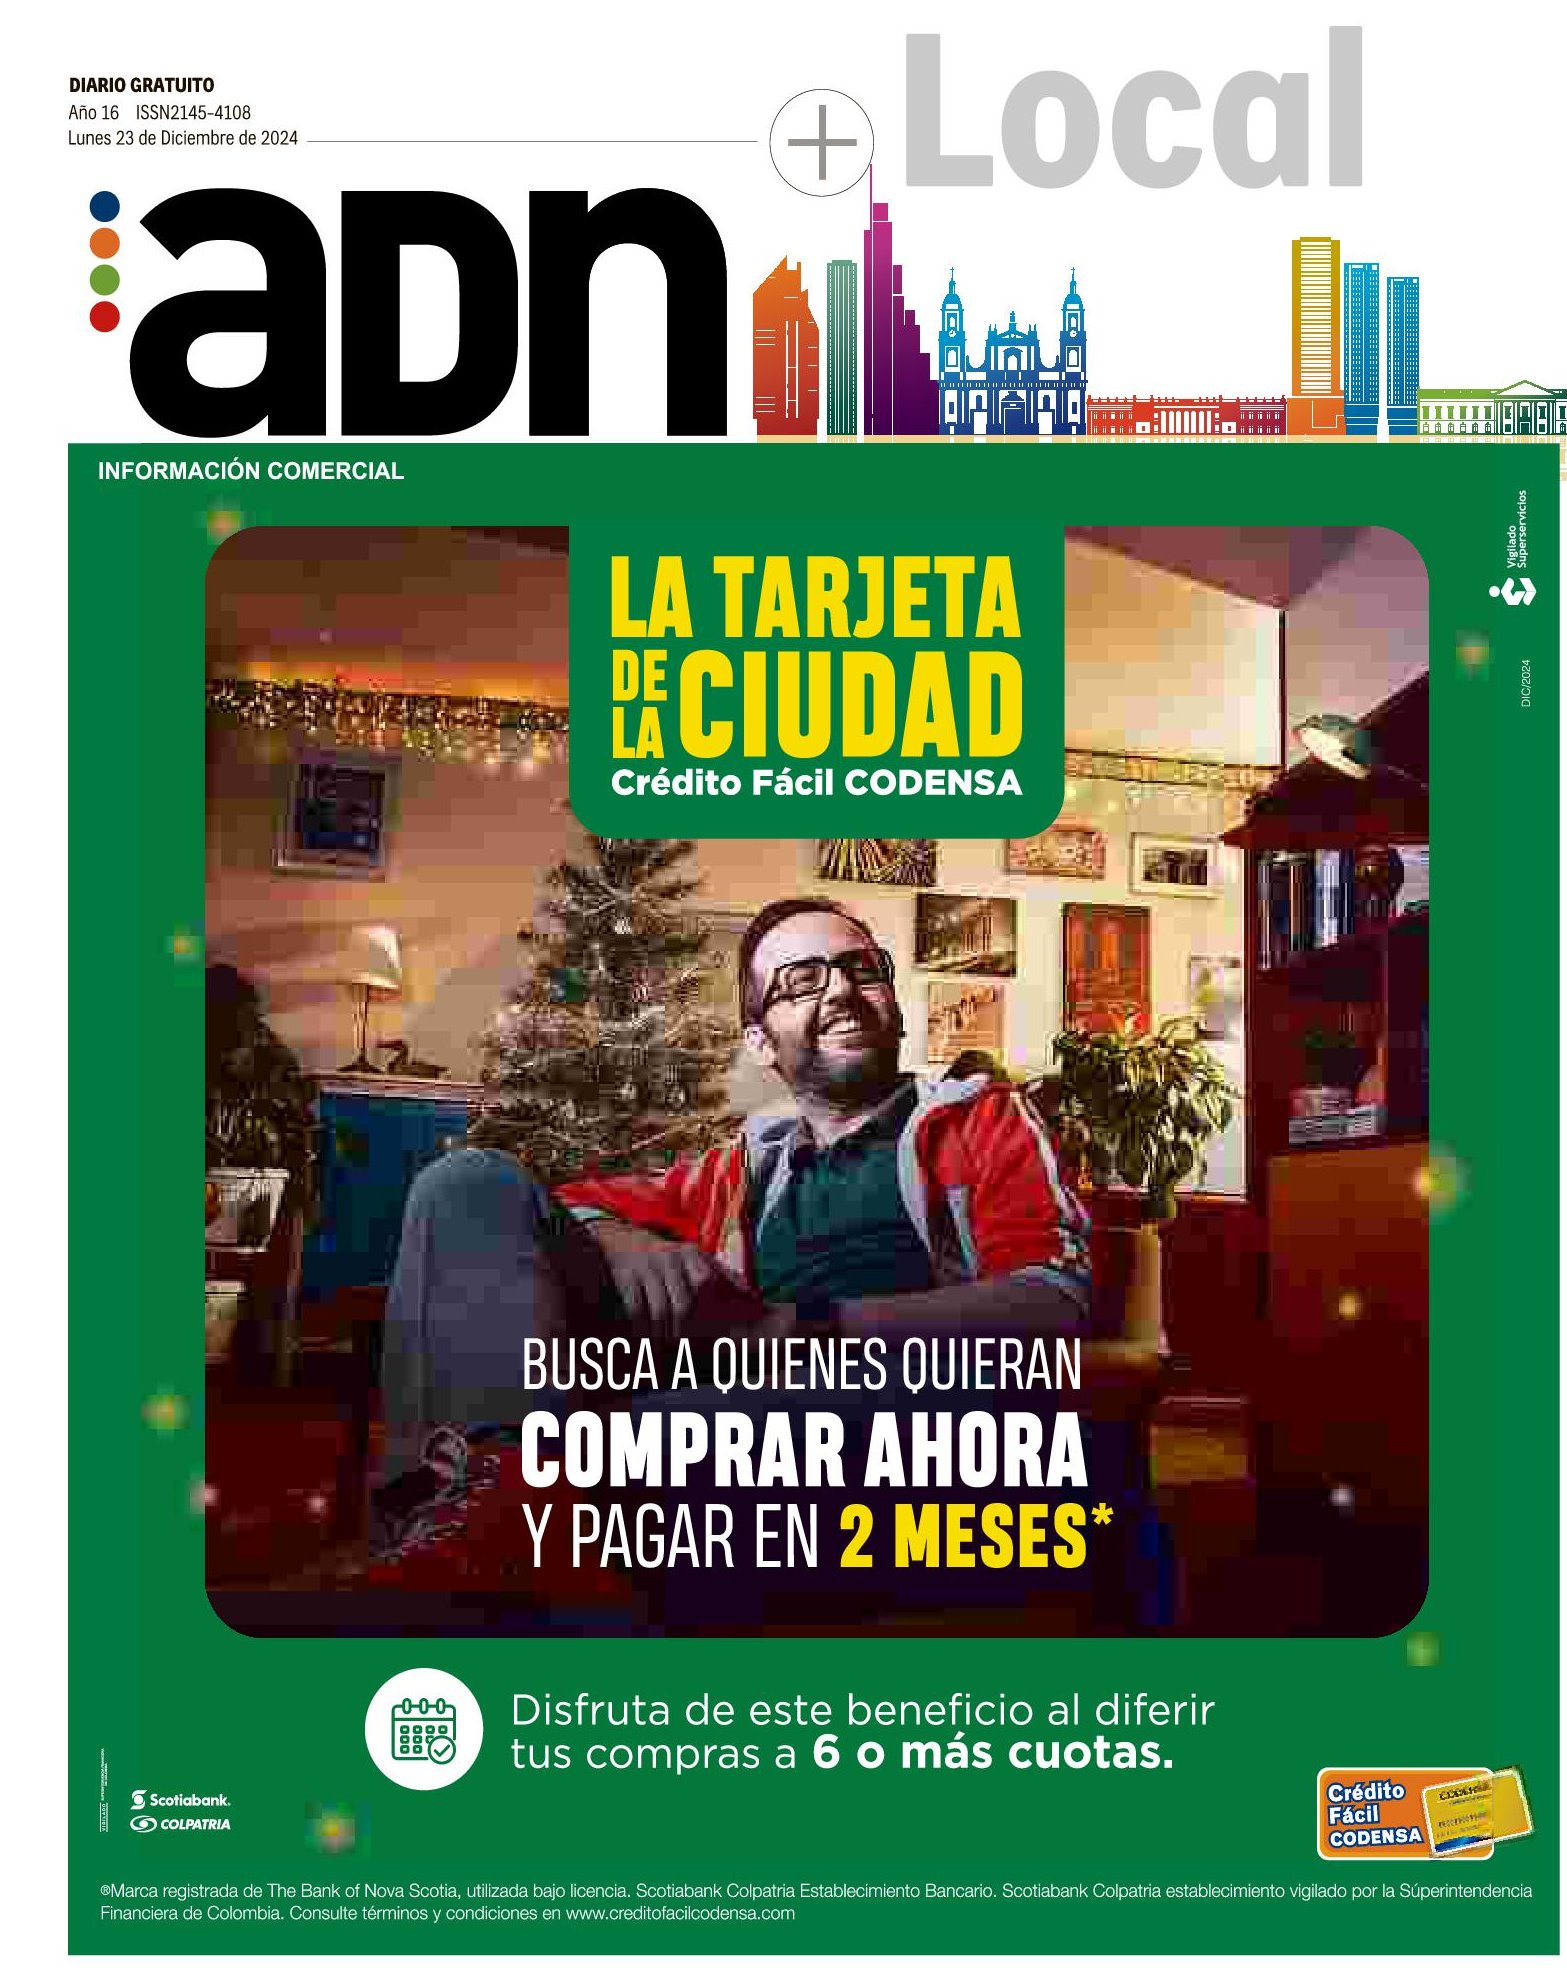 DIARIO GRATUITO
Año 16 ISSN2145-4108
Lunes 23 de Diciembre de 2024
+ Local
aDn
INFORMACIÓN COMERCIAL
Vigilado
Superservicios
DIC/2024
LA TARJETA
DE LA CIUDAD
Crédito Fácil CODENSA
BUSCA A QUIENES QUIERAN
COMPRAR AHORA
Y PAGAR EN 2 MESES*
Disfruta de este beneficio al diferir
tus compras a 6 o más cuotas.
Scotiabank.
COLPATRIA
Crédito
Fácil
CODENSA
®Marca registrada de The Bank of Nova Scotia, utilizada bajo licencia. Scotiabank Colpatria Establecimiento Bancario. Scotiabank Colpatria establecimiento vigilado por la Súperintendencia
Financiera de Colombia. Consulte términos y condiciones en www.creditofacilcodensa.com